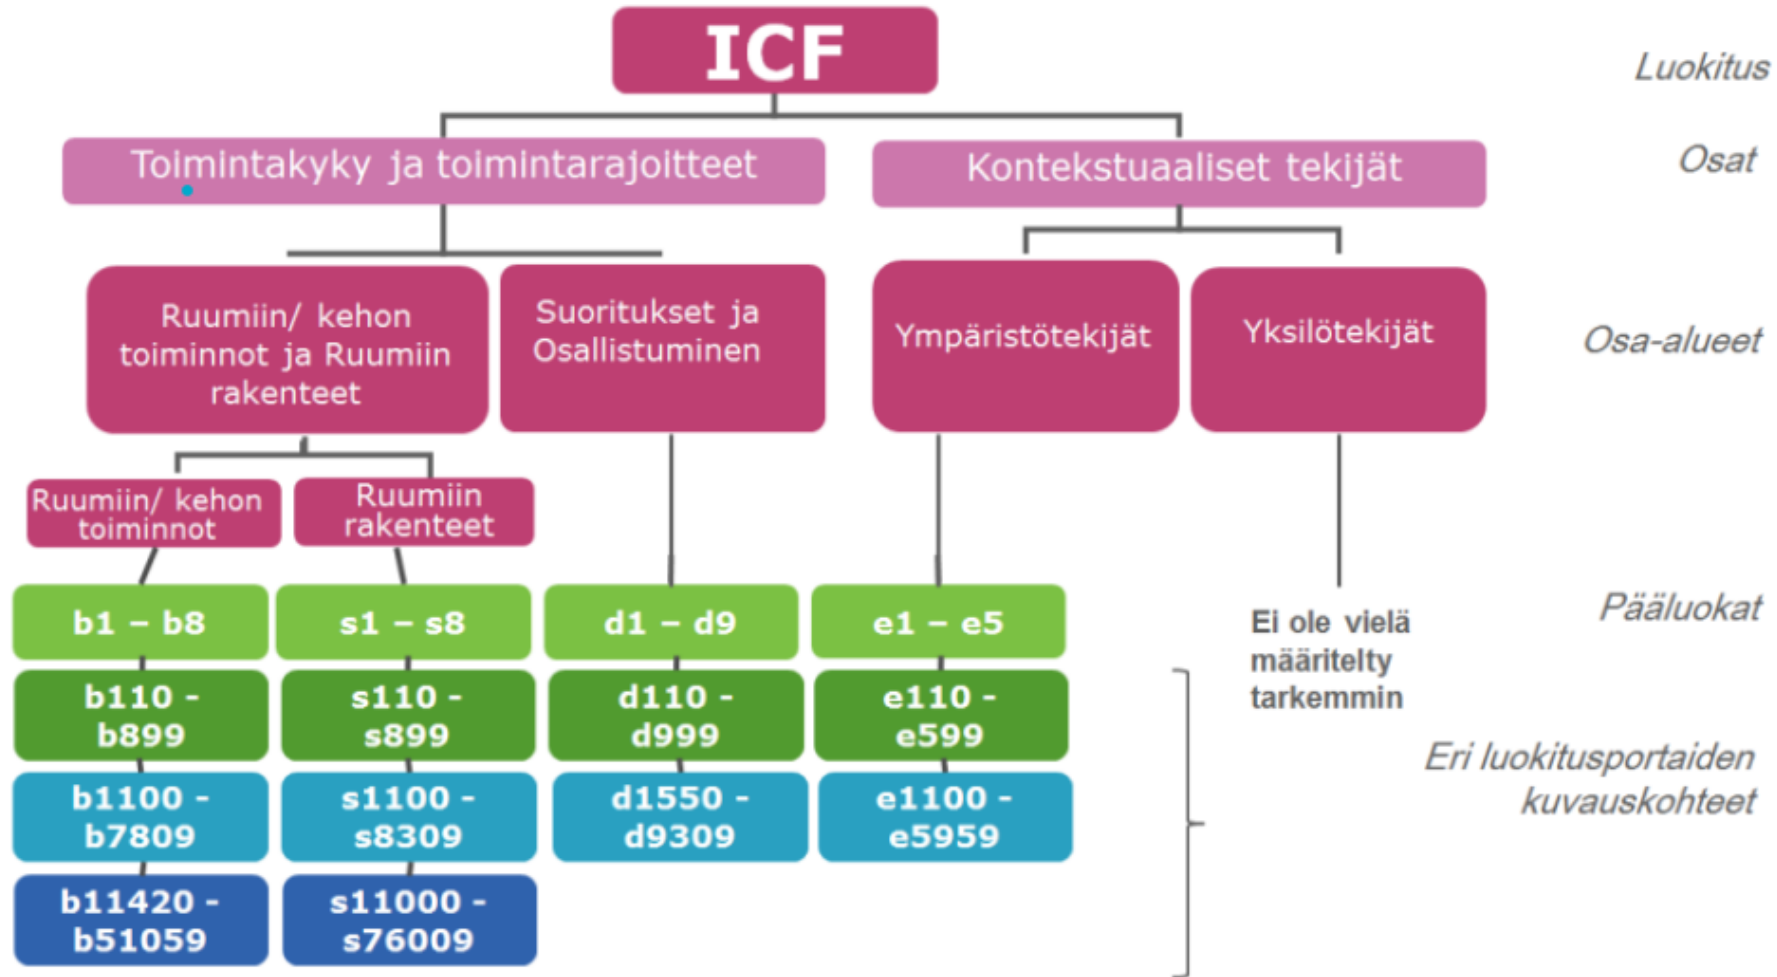 ICF
Luokitus
Toimintakyky ja toimintarajoitteet
Kontekstuaaliset tekijät
Osat
Ruumiin/ kehon
toiminnot ja Ruumiin
rakenteet
Suoritukset ja
Osallistuminen
Ympäristötekijät
Yksilötekijät
Osa-alueet
Ruumiin/ kehon
toiminnot
Ruumiin
rakenteet
b1 – b8
s1 – s8
d1 – d9
e1 – e5
Ei ole vielä
määritelty
tarkemmin
Pääluokat
b110 -
b899
s110 -
s899
d110 -
d999
e110 -
e599
Eri luokitusportaiden
kuvauskohteet
b1100 -
b7809
s1100 -
s8309
d1550 -
d9309
e1100 -
e5959
b11420 -
b51059
s11000 -
s76009